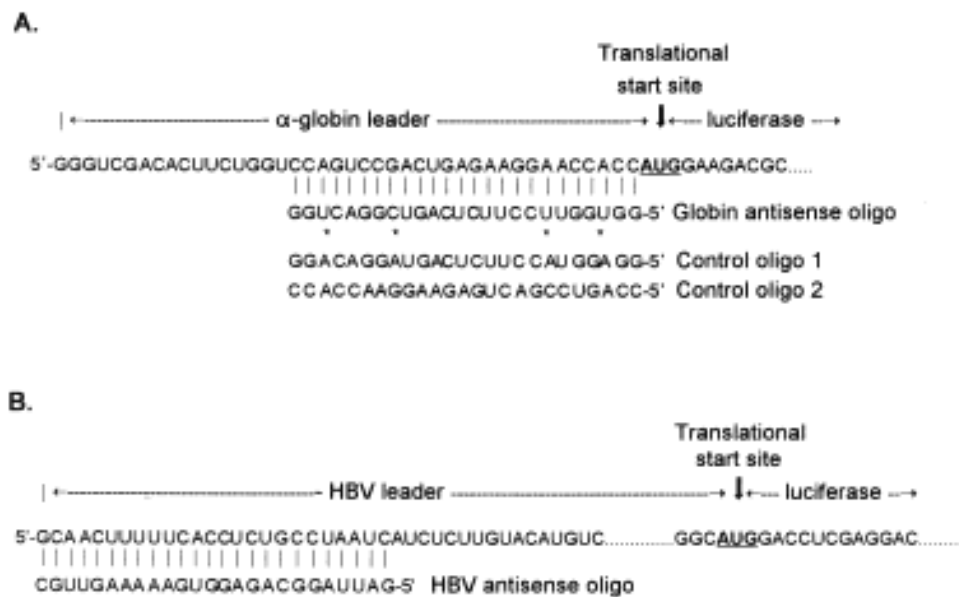 A.
Translational
start site
α-globin leader luciferase
5'-GGGUCGACACUUCUGGUCCAGUCCGACUGAGAAGGAACCACCAUGGAAGACGC.....
GGUCAGGCUGACUCUUCCUUGGUGG-5' Globin antisense oligo
* * * *
GGACAGGAUGACUCUUCCAUGGAGG-5' Control oligo 1
CCACCAAGGAAGAGUCAGCCUGACC-5' Control oligo 2
B.
Translational
start site
HBV leader luciferase
5'-GCAACUUUUUCACCUCUGCCUAAUCAUCUCUUGUACAUGUC............GGCAUGGACCUCGAGGAC.......
CGUUGAAAAAGUGGAGACGGAUUAG-5' HBV antisense oligo